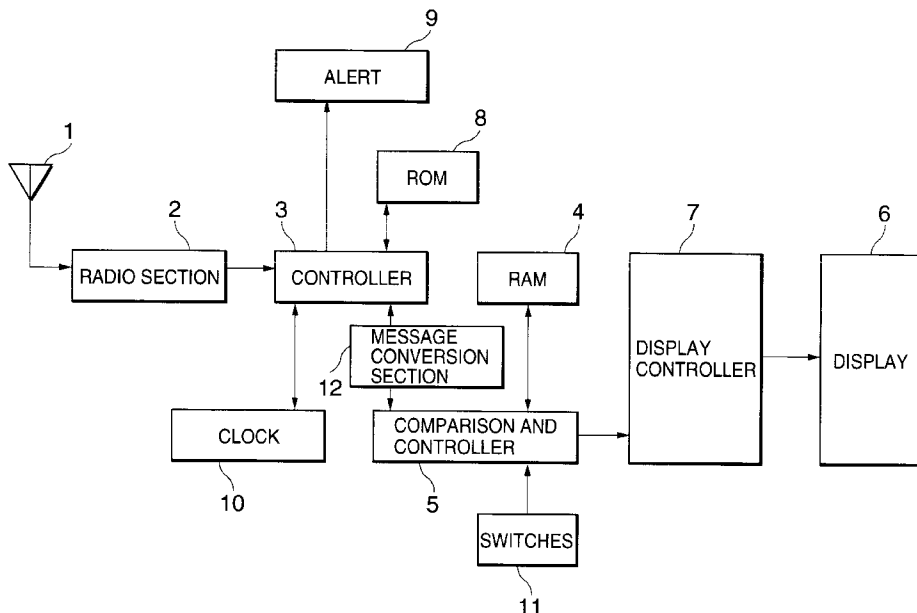 9
ALERT
1
8
ROM
2
3
4
7
6
RADIO SECTION
CONTROLLER
RAM
MESSAGE
CONVERSION
SECTION
12
DISPLAY
CONTROLLER
DISPLAY
CLOCK
COMPARISON AND
CONTROLLER
10
5
SWITCHES
11